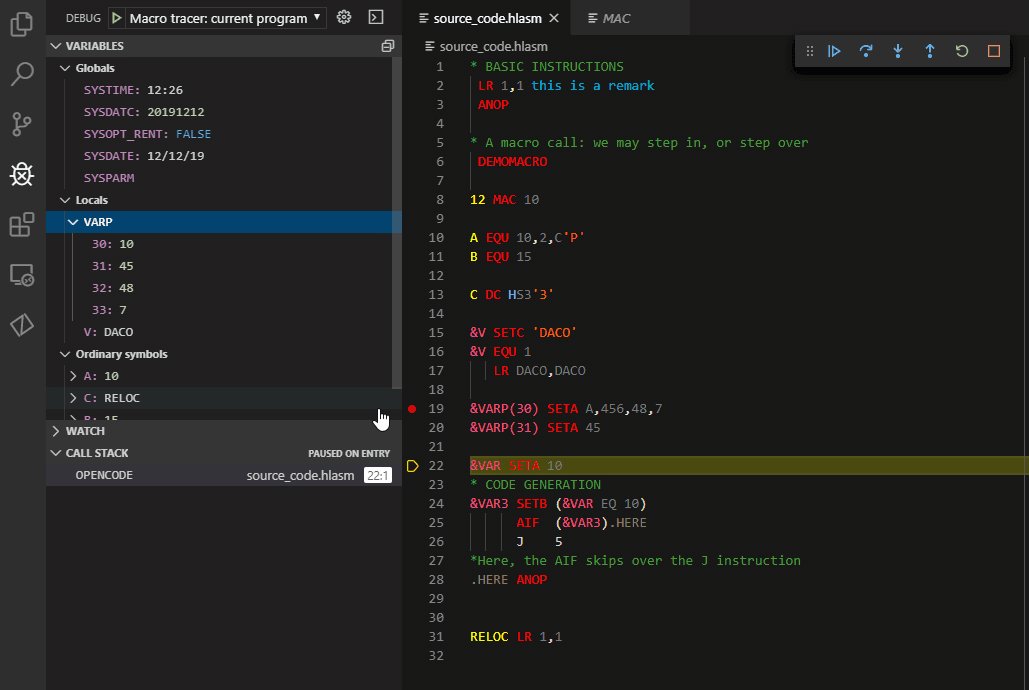 DEBUG Macro tracer: current program
source_code.hlasm MAC
VARIABLES
source_code.hlasm
Globals
SYSTIME: 12:26
SYSDATC: 20191212
SYSOPT_RENT: FALSE
SYSDATE: 12/12/19
SYSPARM
Locals
VARP
30: 10
31: 45
32: 48
33: 7
V: DACO
Ordinary symbols
A: 10
C: RELOC
B: 15
WATCH
CALL STACK PAUSED ON ENTRY
OPENCODE source_code.hlasm 22:1
1 * BASIC INSTRUCTIONS
2 LR 1,1 this is a remark
3 ANOP
4
5 * A macro call: we may step in, or step over
6 DEMOMACRO
7
8 12 MAC 10
9
10 A EQU 10,2,C'P'
11 B EQU 15
12
13 C DC HS3'3'
14
15 &V SETC 'DACO'
16 &V EQU 1
17 LR DACO,DACO
18
19 &VARP(30) SETA A,456,48,7
20 &VARP(31) SETA 45
21
22 &VAR SETA 10
23 * CODE GENERATION
24 &VAR3 SETB (&VAR EQ 10)
25 AIF (&VAR3).HERE
26 J 5
27 *Here, the AIF skips over the J instruction
28 .HERE ANOP
29
30
31 RELOC LR 1,1
32